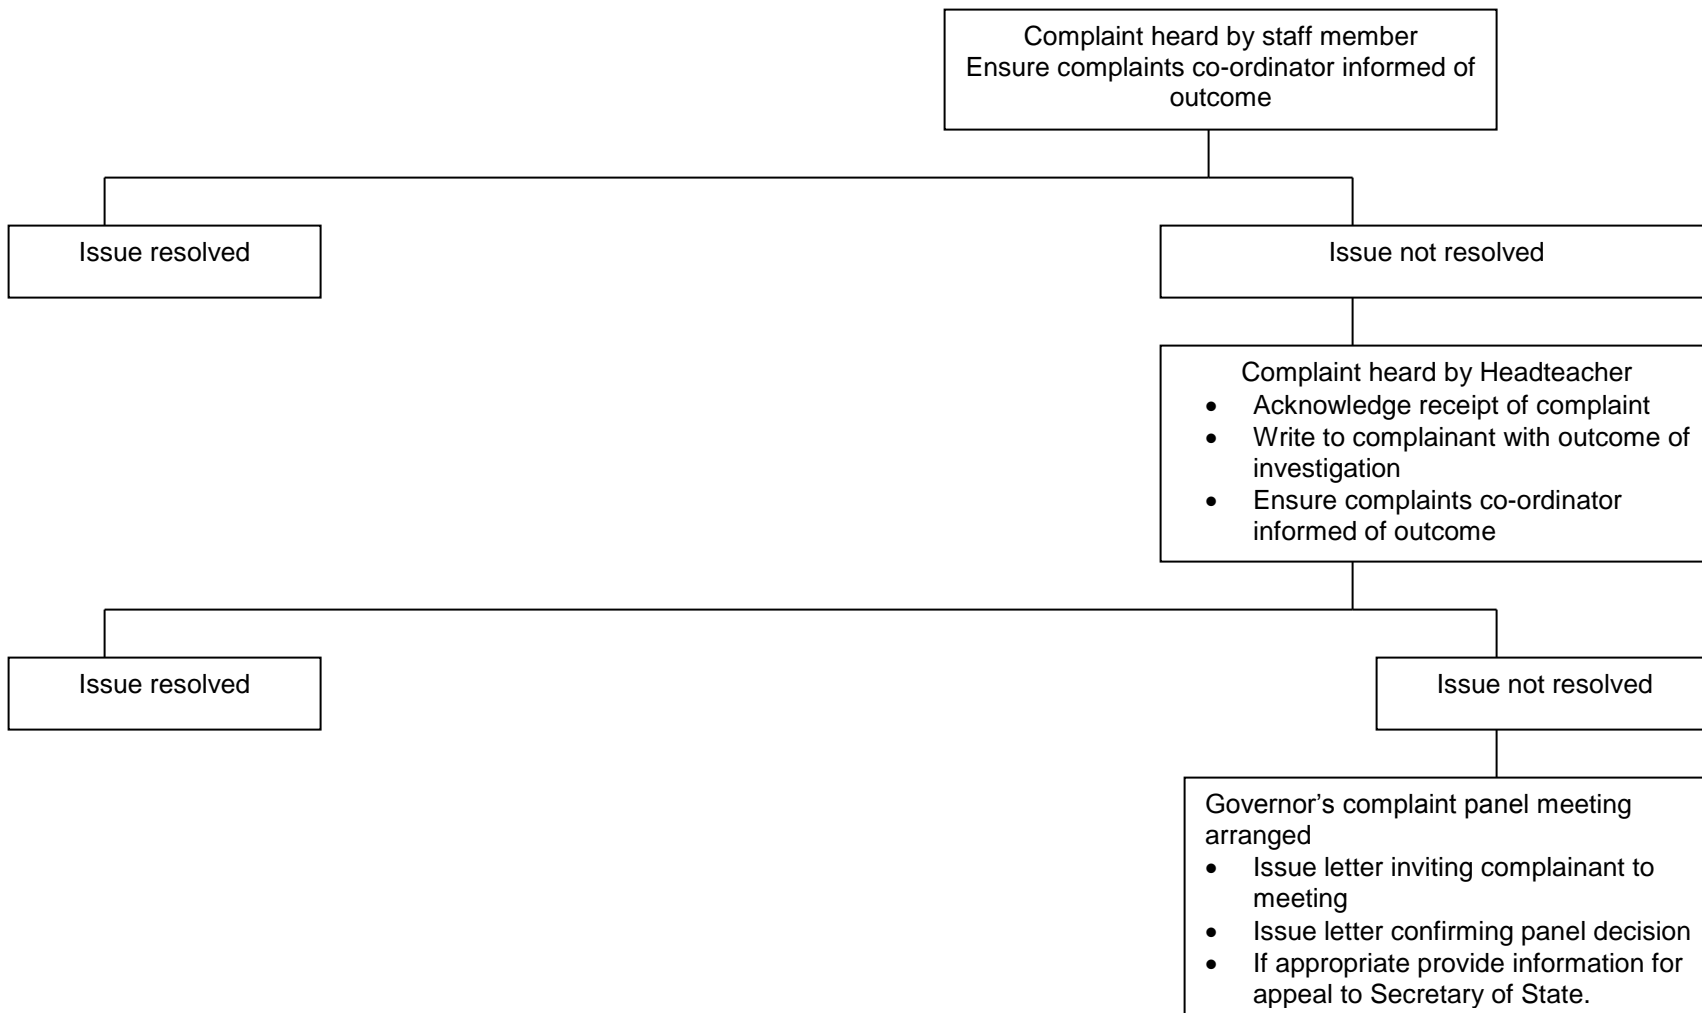 Complaint heard by staff member
Ensure complaints co-ordinator informed of
outcome
Issue resolved
Issue not resolved
Complaint heard by Headteacher
• Acknowledge receipt of complaint
• Write to complainant with outcome of
investigation
• Ensure complaints co-ordinator
informed of outcome
Issue resolved
Issue not resolved
Governor’s complaint panel meeting
arranged
• Issue letter inviting complainant to
meeting
• Issue letter confirming panel decision
• If appropriate provide information for
appeal to Secretary of State.